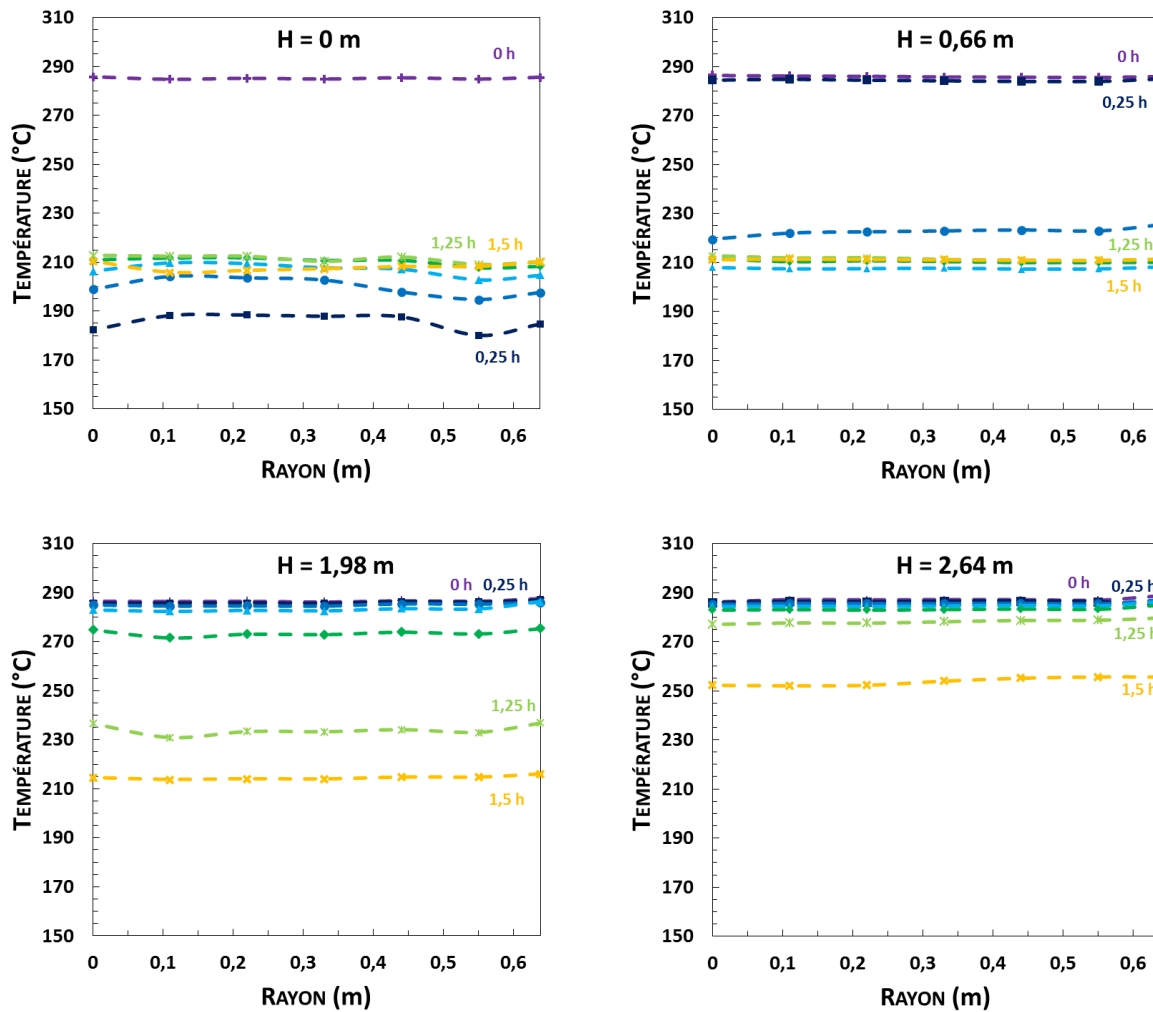 H = 0 m
0 h
1,25 h
1,5 h
0,25 h
310
290
270
250
230
210
190
170
150
TEMPÉRATURE (°C)
0 0,1 0,2 0,3 0,4 0,5 0,6
RAYON (m)
H = 0,66 m
0 h
0,25 h
1,25 h
1,5 h
310
290
270
250
230
210
190
170
150
TEMPÉRATURE (°C)
0 0,1 0,2 0,3 0,4 0,5 0,6
RAYON (m)
H = 1,98 m
0 h
0,25 h
1,25 h
1,5 h
310
290
270
250
230
210
190
170
150
TEMPÉRATURE (°C)
0 0,1 0,2 0,3 0,4 0,5 0,6
RAYON (m)
H = 2,64 m
0 h
0,25 h
1,25 h
1,5 h
310
290
270
250
230
210
190
170
150
TEMPÉRATURE (°C)
0 0,1 0,2 0,3 0,4 0,5 0,6
RAYON (m)